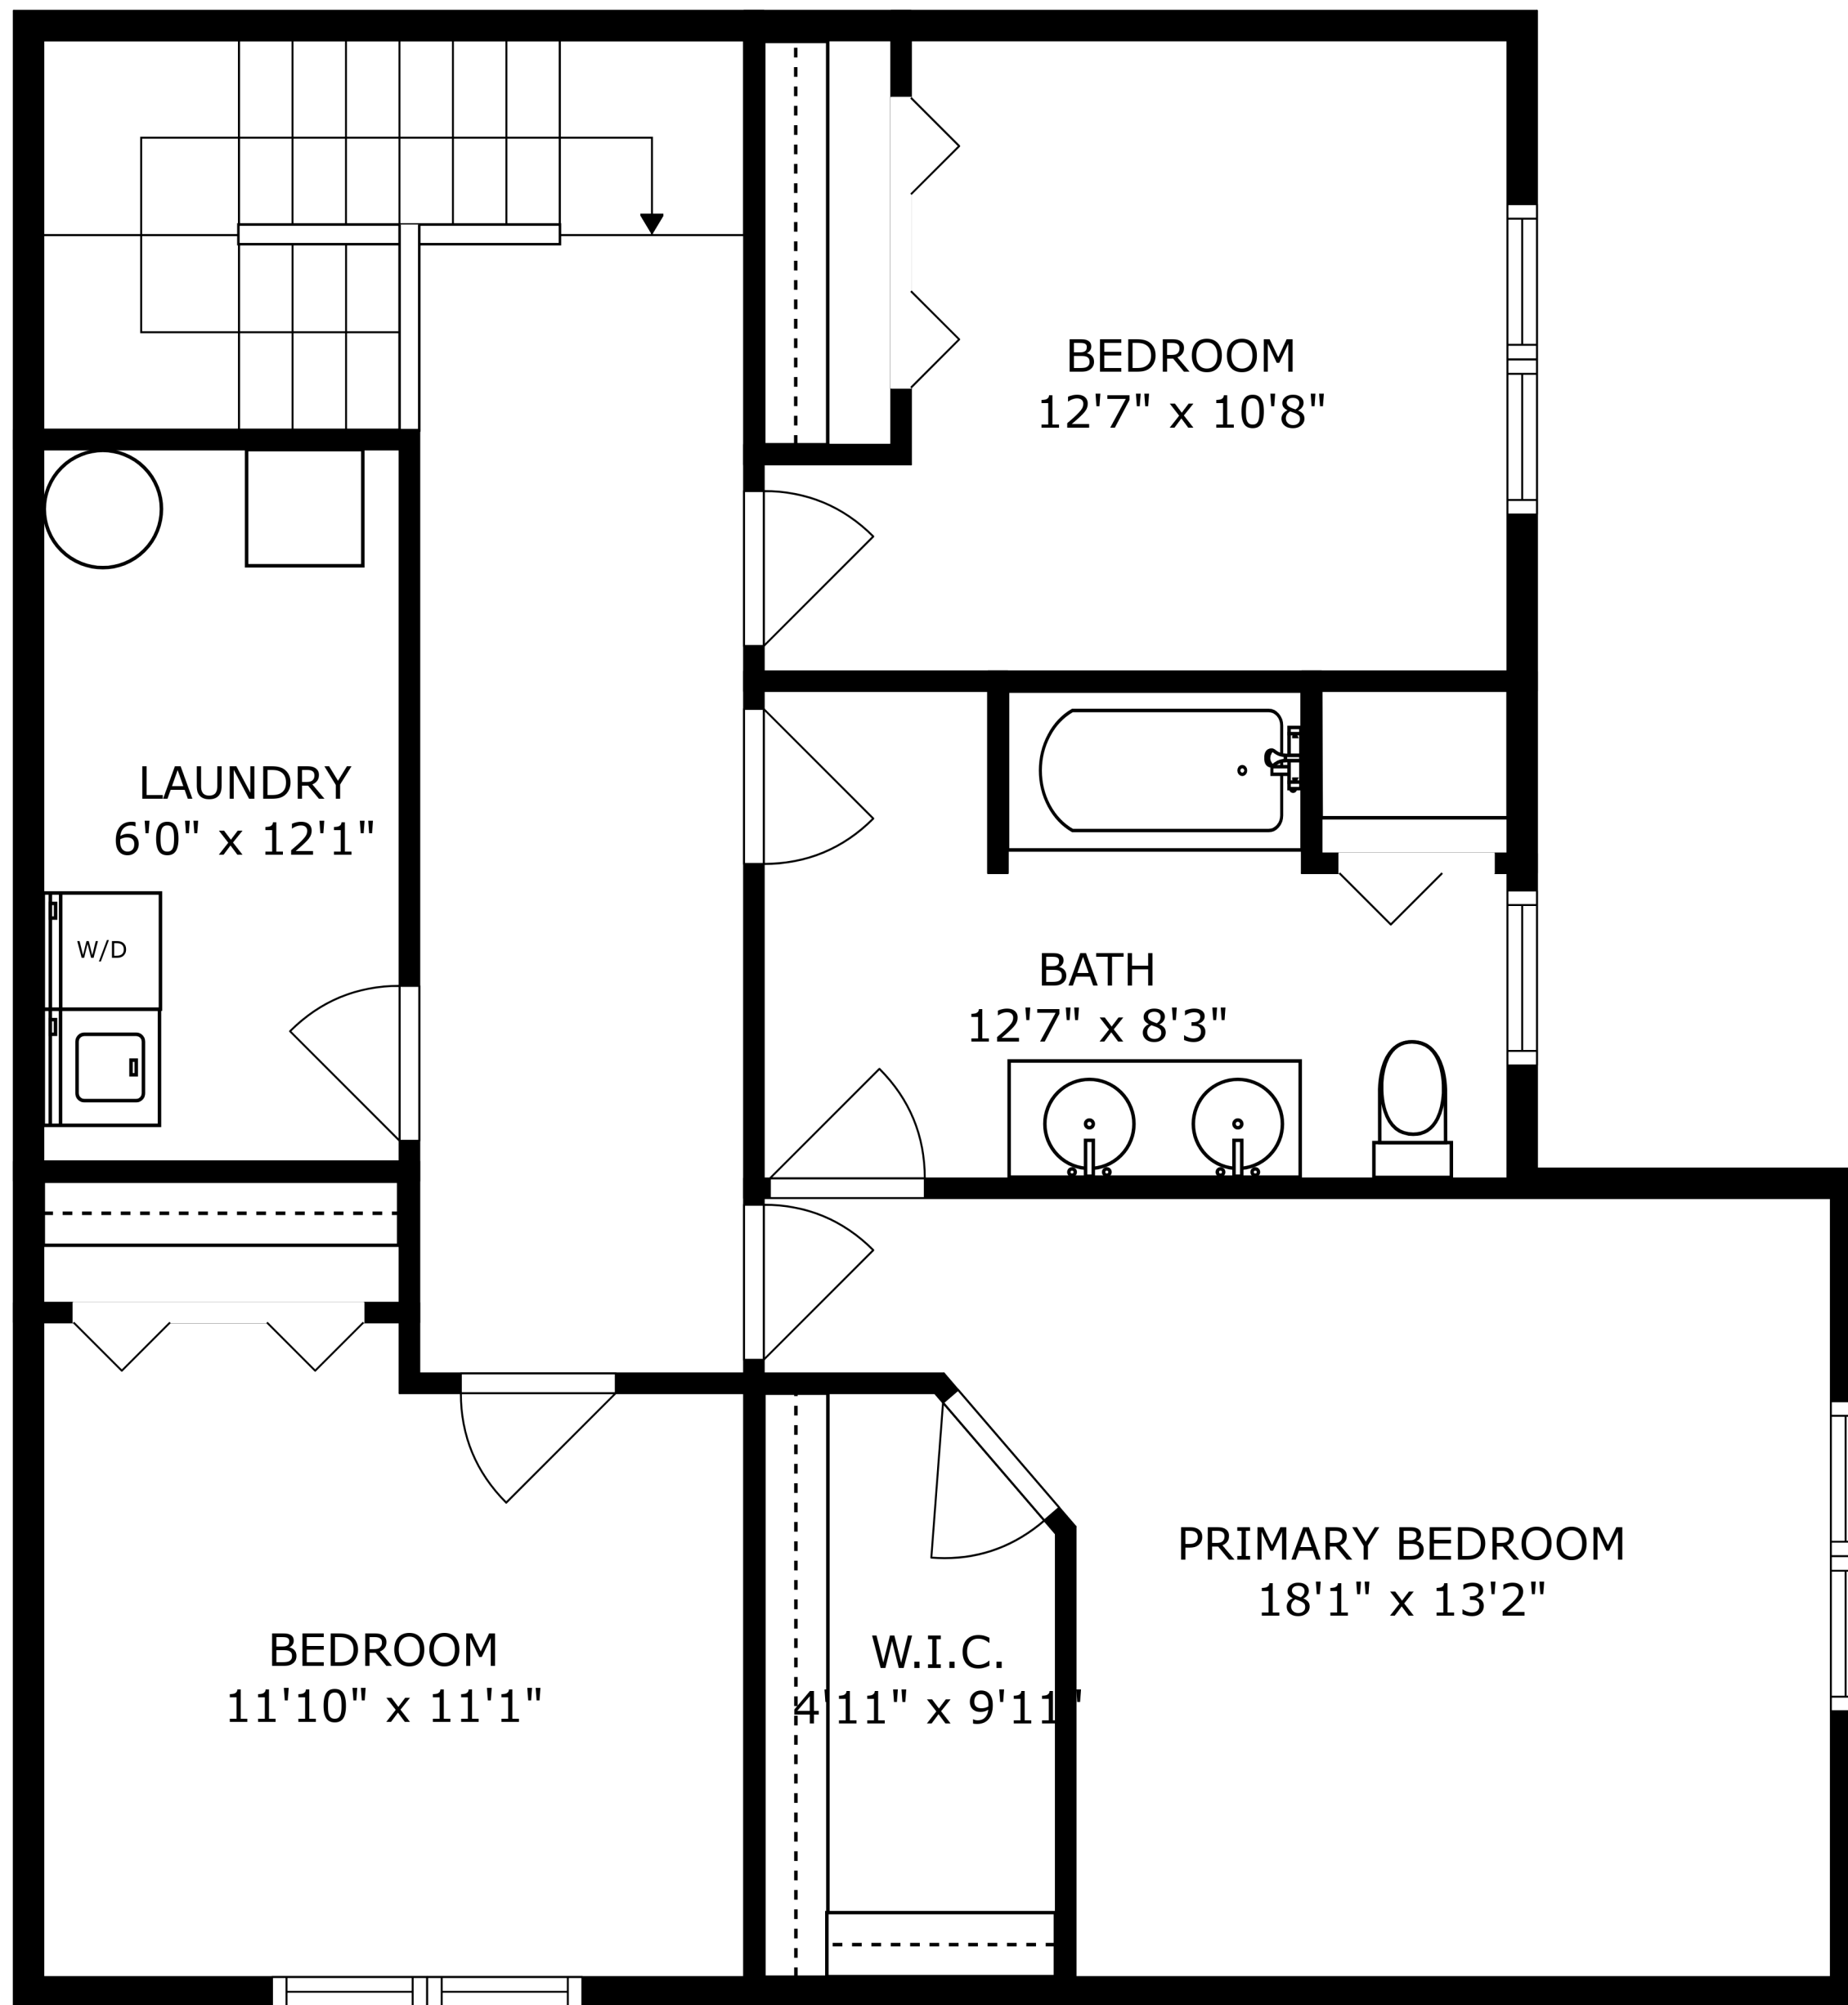 BEDROOM
12'7" x 10'8"
LAUNDRY
6'0" x 12'1"
W/D
BATH
12'7" x 8'3"
PRIMARY BEDROOM
18'1" x 13'2"
BEDROOM
11'10" x 11'1"
W.I.C.
4'11" x 9'11"